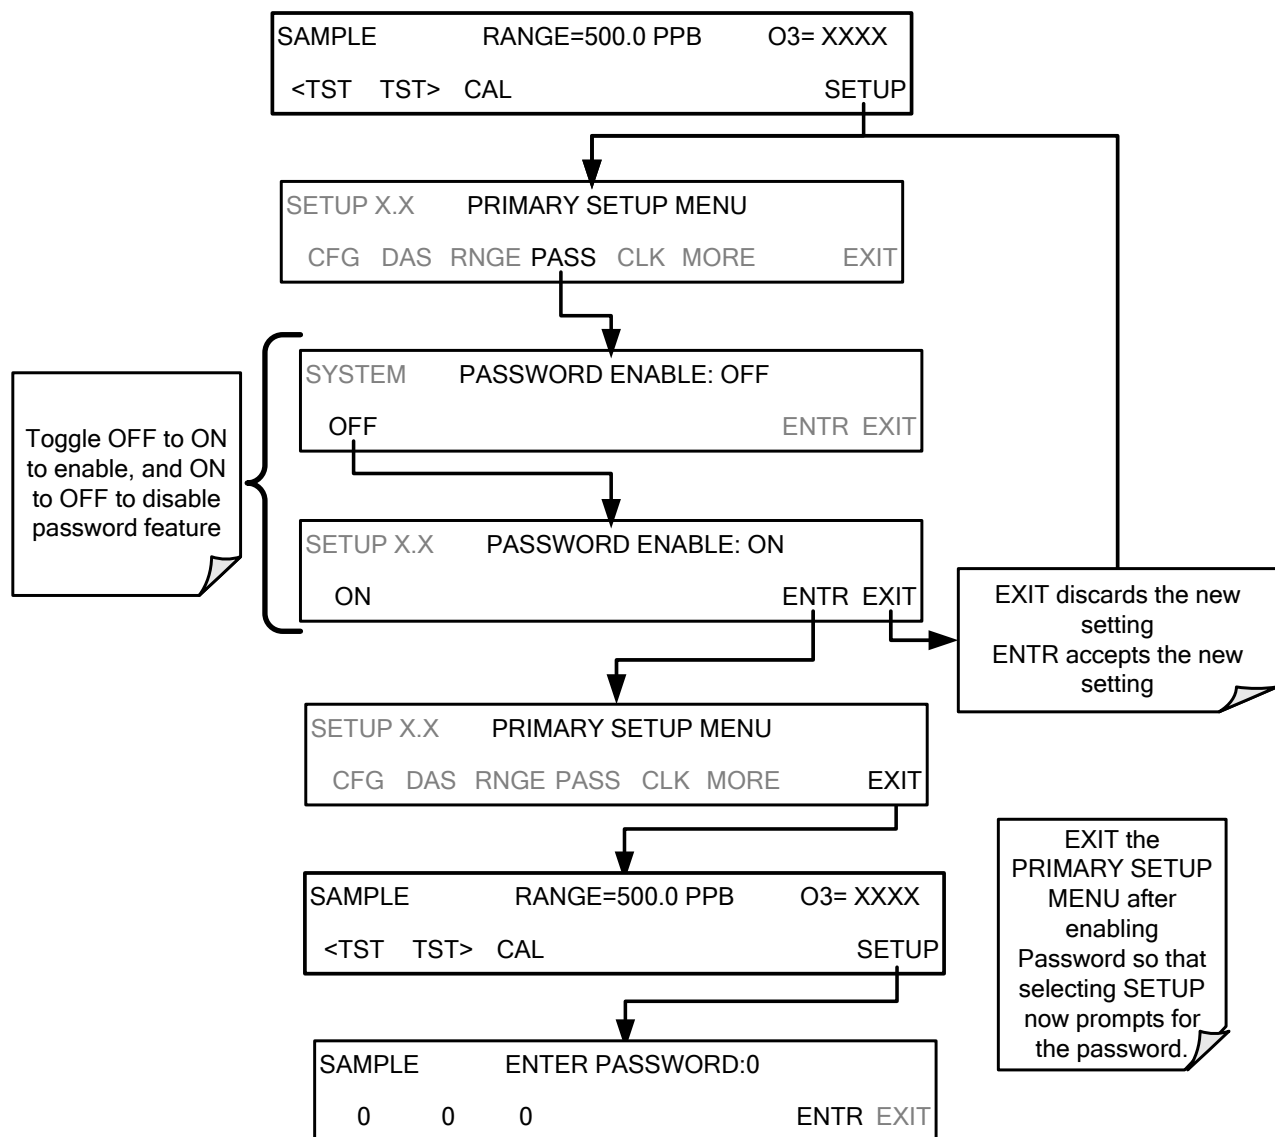 SAMPLE RANGE=500.0 PPB O3= XXXX
<TST TST> CAL SETUP
SETUP X.X PRIMARY SETUP MENU
CFG DAS RNGE PASS CLK MORE EXIT
SYSTEM PASSWORD ENABLE: OFF
OFF ENTR EXIT
Toggle OFF to ON
to enable, and ON
to OFF to disable
password feature
SETUP X.X PASSWORD ENABLE: ON
ON ENTR EXIT
EXIT discards the new
setting
ENTR accepts the new
setting
SETUP X.X PRIMARY SETUP MENU
CFG DAS RNGE PASS CLK MORE EXIT
SAMPLE RANGE=500.0 PPB O3= XXXX
<TST TST> CAL SETUP
EXIT the
PRIMARY SETUP
MENU after
enabling
Password so that
selecting SETUP
now prompts for
the password.
SAMPLE ENTER PASSWORD:0
0 0 0 ENTR EXIT